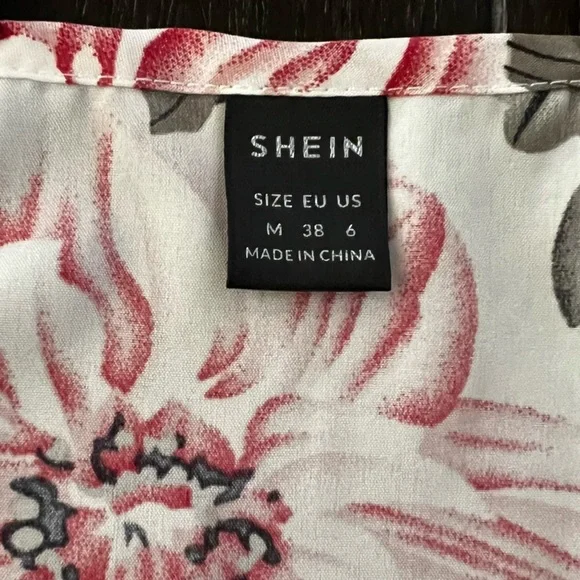 SHEIN
SIZE EU US
M 38 6
MADE IN CHINA